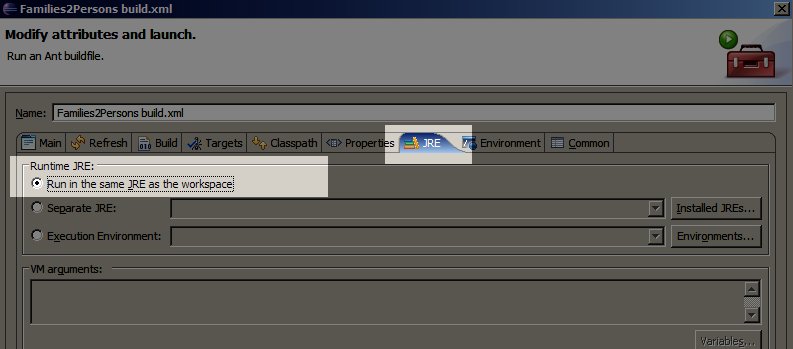 Families2Persons build.xml
Modify attributes and launch.
Run an Ant buildfile.
Name: Families2Persons build.xml
Main Refresh Build Targets Classpath Properties JRE Environment Common
Runtime JRE:
Run in the same JRE as the workspace
Separate JRE: Installed JREs...
Execution Environment: Environments...
VM arguments:
Variables...